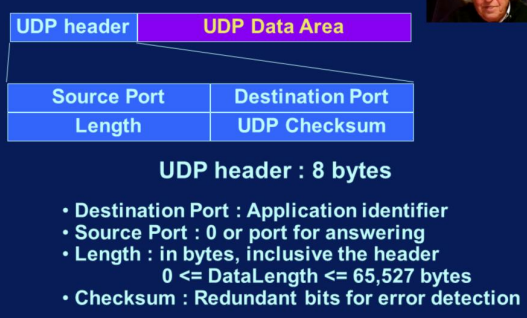 UDP header UDP Data Area
Source Port Destination Port
Length UDP Checksum
UDP header : 8 bytes
• Destination Port : Application identifier
• Source Port : 0 or port for answering
• Length : in bytes, inclusive the header
0 <= DataLength <= 65,527 bytes
• Checksum : Redundant bits for error detection